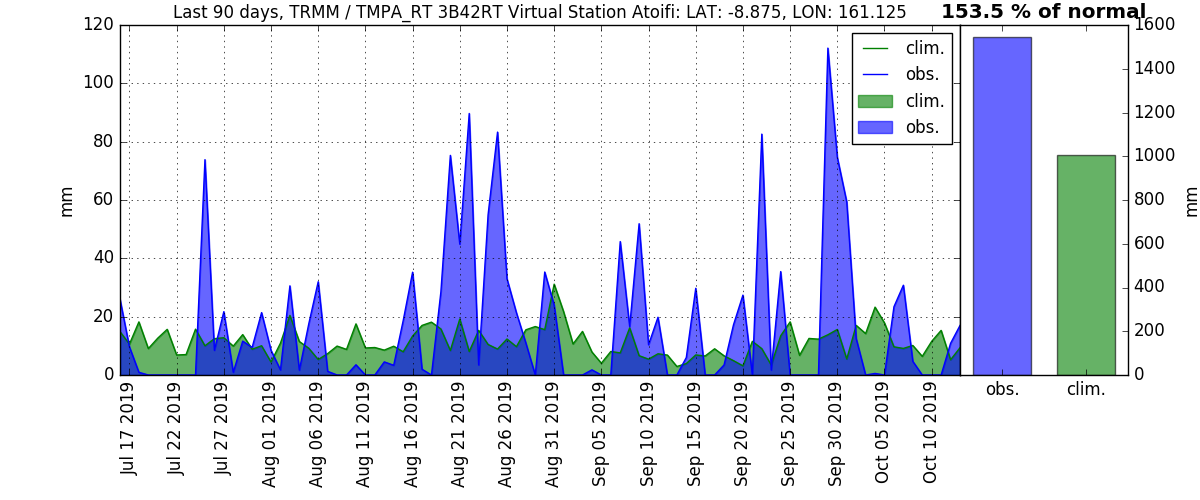 Last 90 days, TRMM / TMPA_RT 3B42RT Virtual Station Atoifi: LAT: -8.875, LON: 161.125
153.5 % of normal
120
100
80
60
40
20
0
mm
clim.
obs.
clim.
obs.
Jul 17 2019
Jul 22 2019
Jul 27 2019
Aug 01 2019
Aug 06 2019
Aug 11 2019
Aug 16 2019
Aug 21 2019
Aug 26 2019
Aug 31 2019
Sep 05 2019
Sep 10 2019
Sep 15 2019
Sep 20 2019
Sep 25 2019
Sep 30 2019
Oct 05 2019
Oct 10 2019
1600
1400
1200
1000
800
600
400
200
0
mm
obs.
clim.